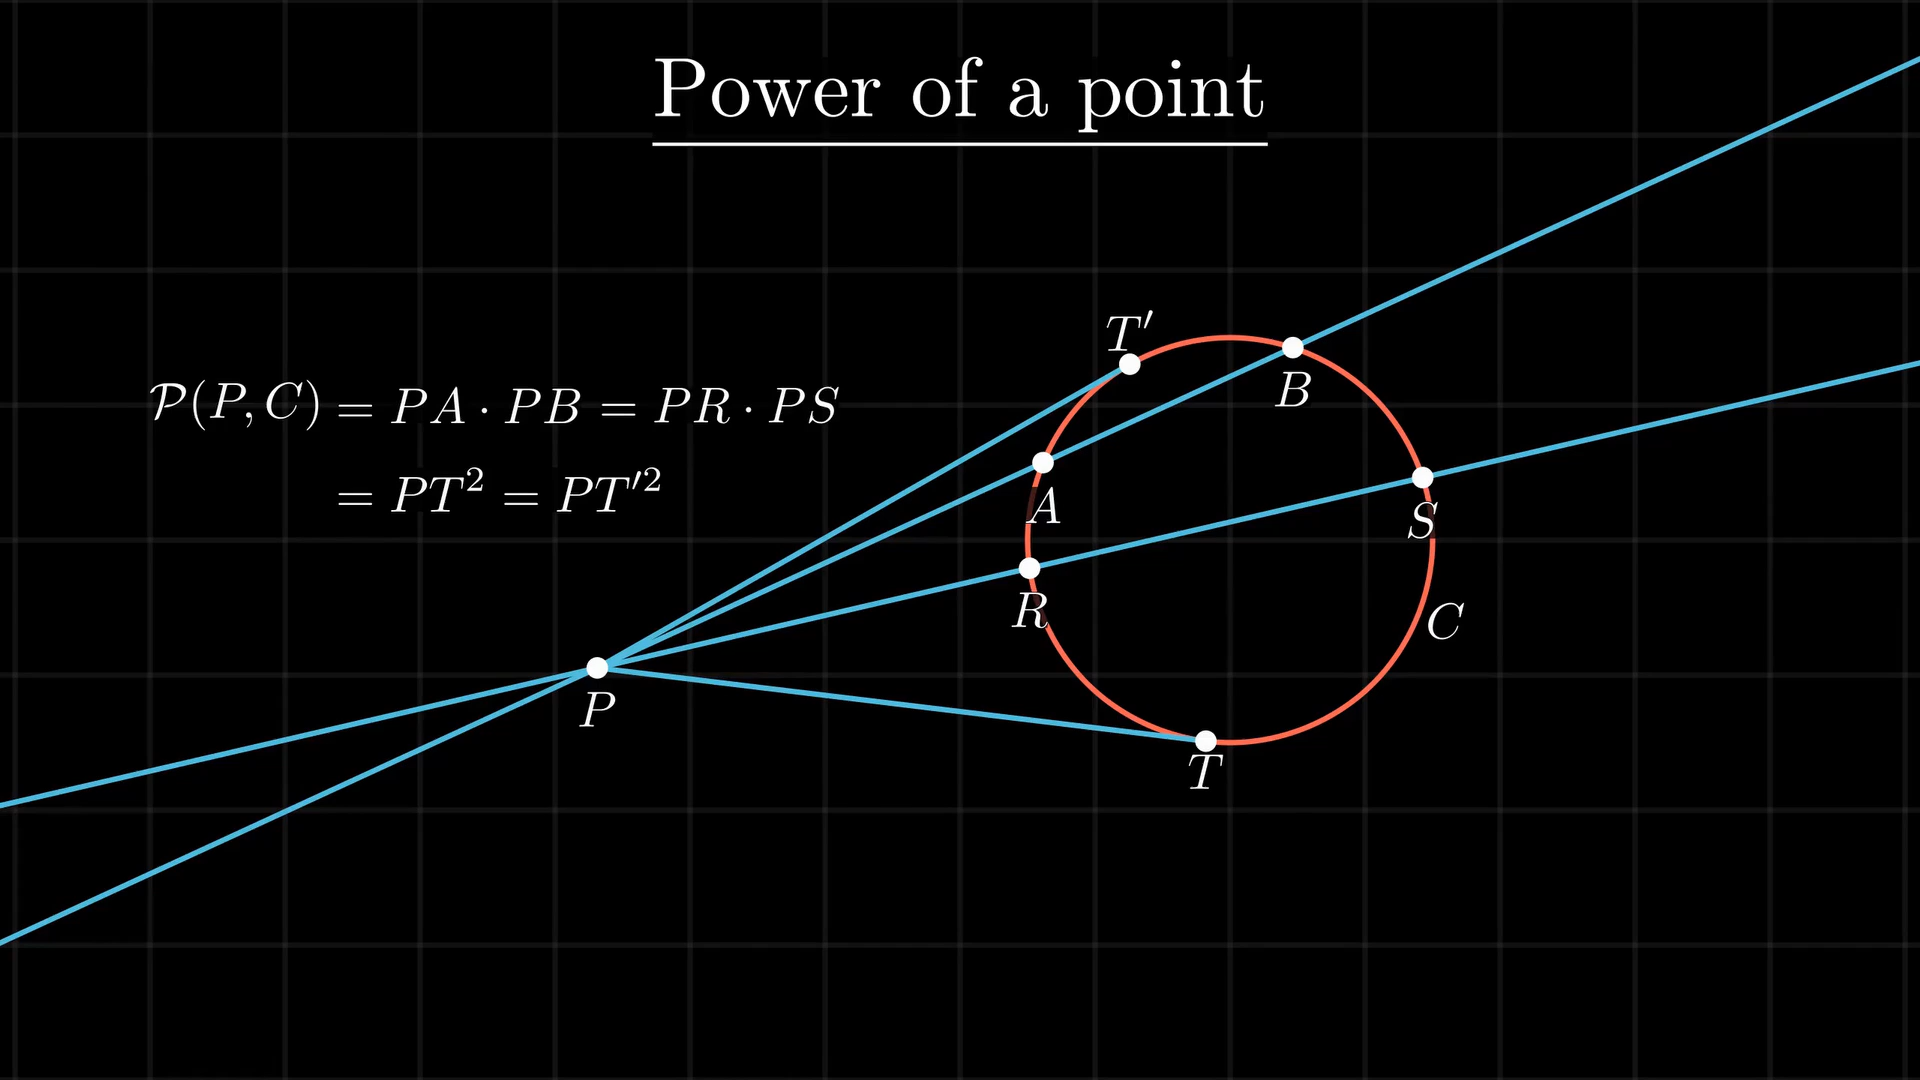 Power of a point
𝒫(P, C) = PA · PB = PR · PS
= PT² = PT′²
T′
B
A
S
R
C
P
T